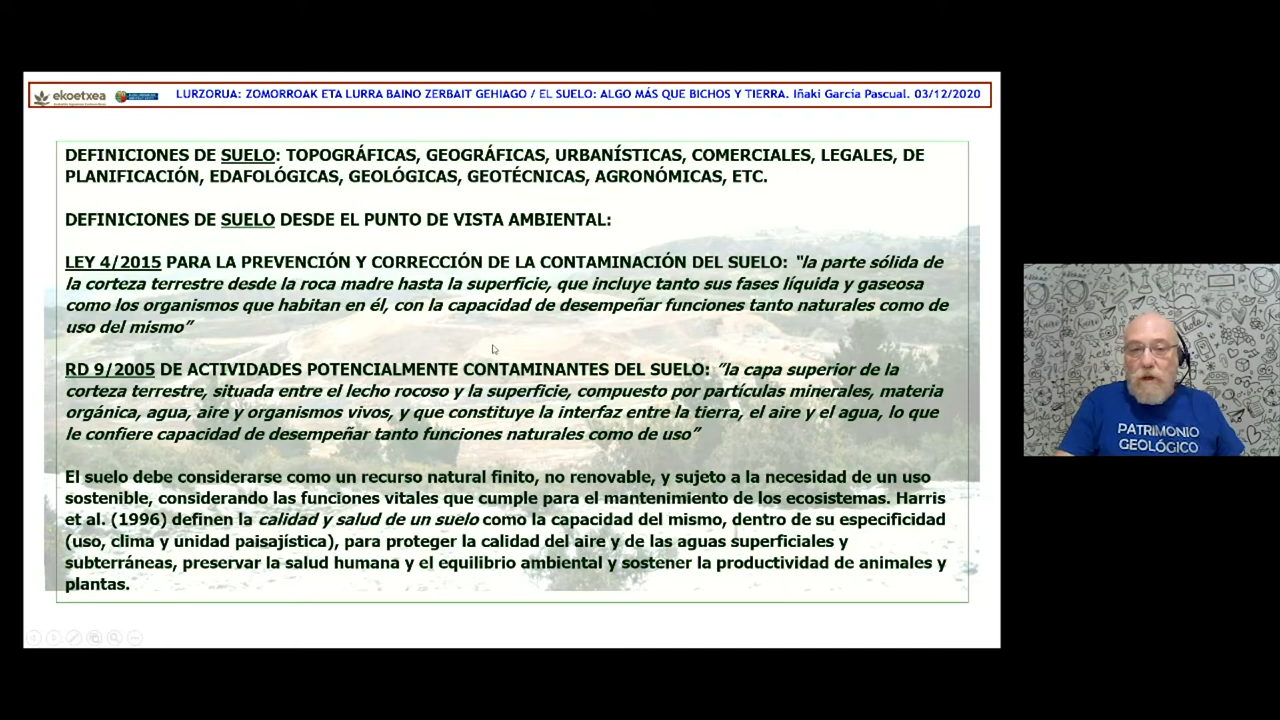 ekoetxea
LURZORUA: ZOMORROAK ETA LURRA BAINO ZERBAIT GEHIAGO / EL SUELO: ALGO MÁS QUE BICHOS Y TIERRA. Iñaki García Pascual. 03/12/2020
DEFINICIONES DE SUELO: TOPOGRÁFICAS, GEOGRÁFICAS, URBANÍSTICAS, COMERCIALES, LEGALES, DE
PLANIFICACIÓN, EDAFOLÓGICAS, GEOLÓGICAS, GEOTÉCNICAS, AGRONÓMICAS, ETC.
DEFINICIONES DE SUELO DESDE EL PUNTO DE VISTA AMBIENTAL:
LEY 4/2015 PARA LA PREVENCIÓN Y CORRECCIÓN DE LA CONTAMINACIÓN DEL SUELO: "la parte sólida de
la corteza terrestre desde la roca madre hasta la superficie, que incluye tanto sus fases líquida y gaseosa
como los organismos que habitan en él, con la capacidad de desempeñar funciones tanto naturales como de
uso del mismo"
RD 9/2005 DE ACTIVIDADES POTENCIALMENTE CONTAMINANTES DEL SUELO: "la capa superior de la
corteza terrestre, situada entre el lecho rocoso y la superficie, compuesto por partículas minerales, materia
orgánica, agua, aire y organismos vivos, y que constituye la interfaz entre la tierra, el aire y el agua, lo que
le confiere capacidad de desempeñar tanto funciones naturales como de uso"
El suelo debe considerarse como un recurso natural finito, no renovable, y sujeto a la necesidad de un uso
sostenible, considerando las funciones vitales que cumple para el mantenimiento de los ecosistemas. Harris
et al. (1996) definen la calidad y salud de un suelo como la capacidad del mismo, dentro de su especificidad
(uso, clima y unidad paisajística), para proteger la calidad del aire y de las aguas superficiales y
subterráneas, preservar la salud humana y el equilibrio ambiental y sostener la productividad de animales y
plantas.
PATRIMONIO
GEOLÓGICO